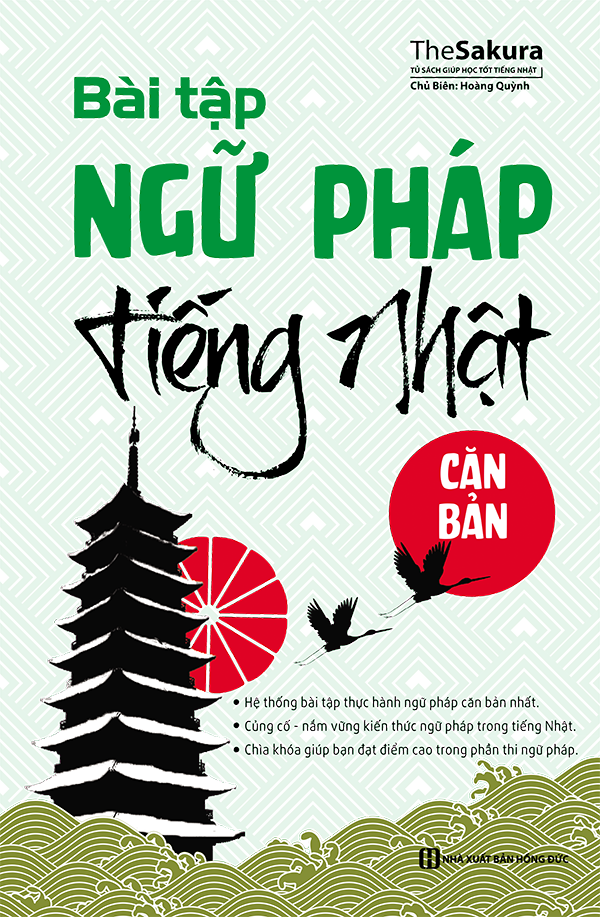 TheSakura
TỦ SÁCH GIÚP HỌC TỐT TIẾNG NHẬT
Chủ Biên: Hoàng Quỳnh
Bài tập
NGỮ PHÁP
tiếng Nhật
CĂN
BẢN
• Hệ thống bài tập thực hành ngữ pháp căn bản nhất.
• Củng cố - nắm vững kiến thức ngữ pháp trong tiếng Nhật.
• Chìa khóa giúp bạn đạt điểm cao trong phần thi ngữ pháp.
NHÀ XUẤT BẢN HỒNG ĐỨC